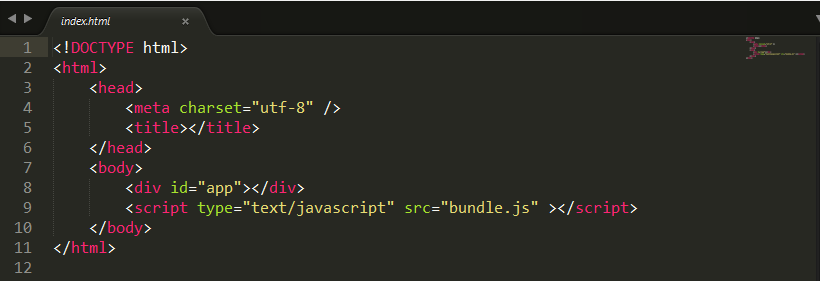 index.html
1 <!DOCTYPE html>
2 <html>
3     <head>
4         <meta charset="utf-8" />
5         <title></title>
6     </head>
7     <body>
8         <div id="app"></div>
9         <script type="text/javascript" src="bundle.js" ></script>
10     </body>
11 </html>
12